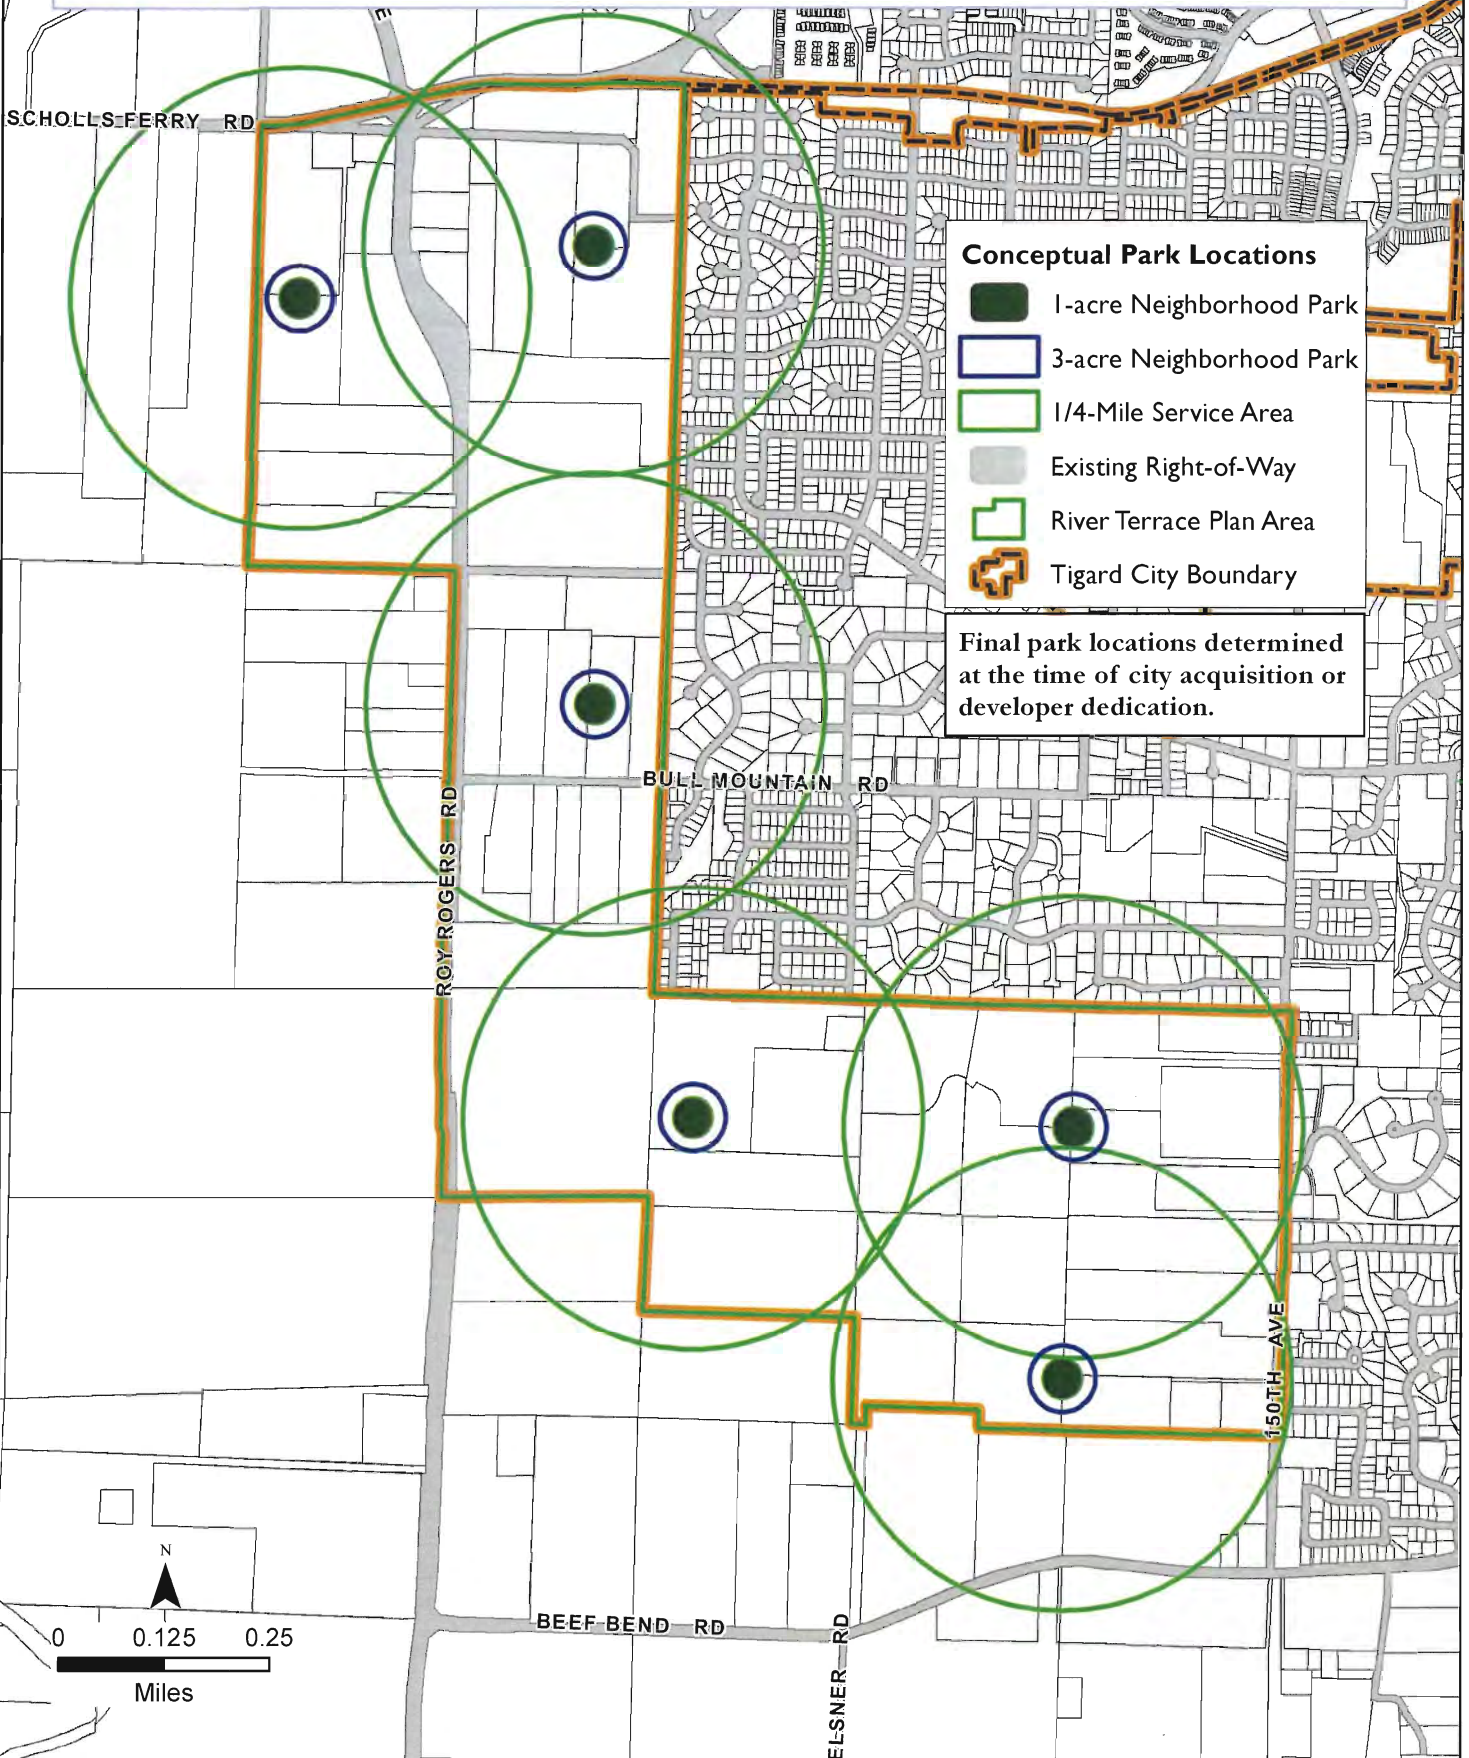 E
SCHOLLS FERRY RD
Conceptual Park Locations
1-acre Neighborhood Park
3-acre Neighborhood Park
1/4-Mile Service Area
Existing Right-of-Way
River Terrace Plan Area
Tigard City Boundary
Final park locations determined
at the time of city acquisition or
developer dedication.
BULL MOUNTAIN RD
ROY ROGERS RD
150TH AVE
N
0 0.125 0.25
Miles
BEEF BEND RD
ELSNER RD